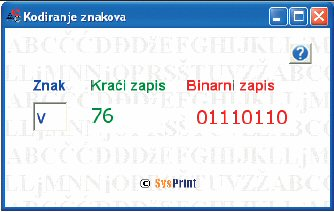 Kodiranje znakova
Znak Kraći zapis Binarni zapis
v 76 01110110
© SysPrint